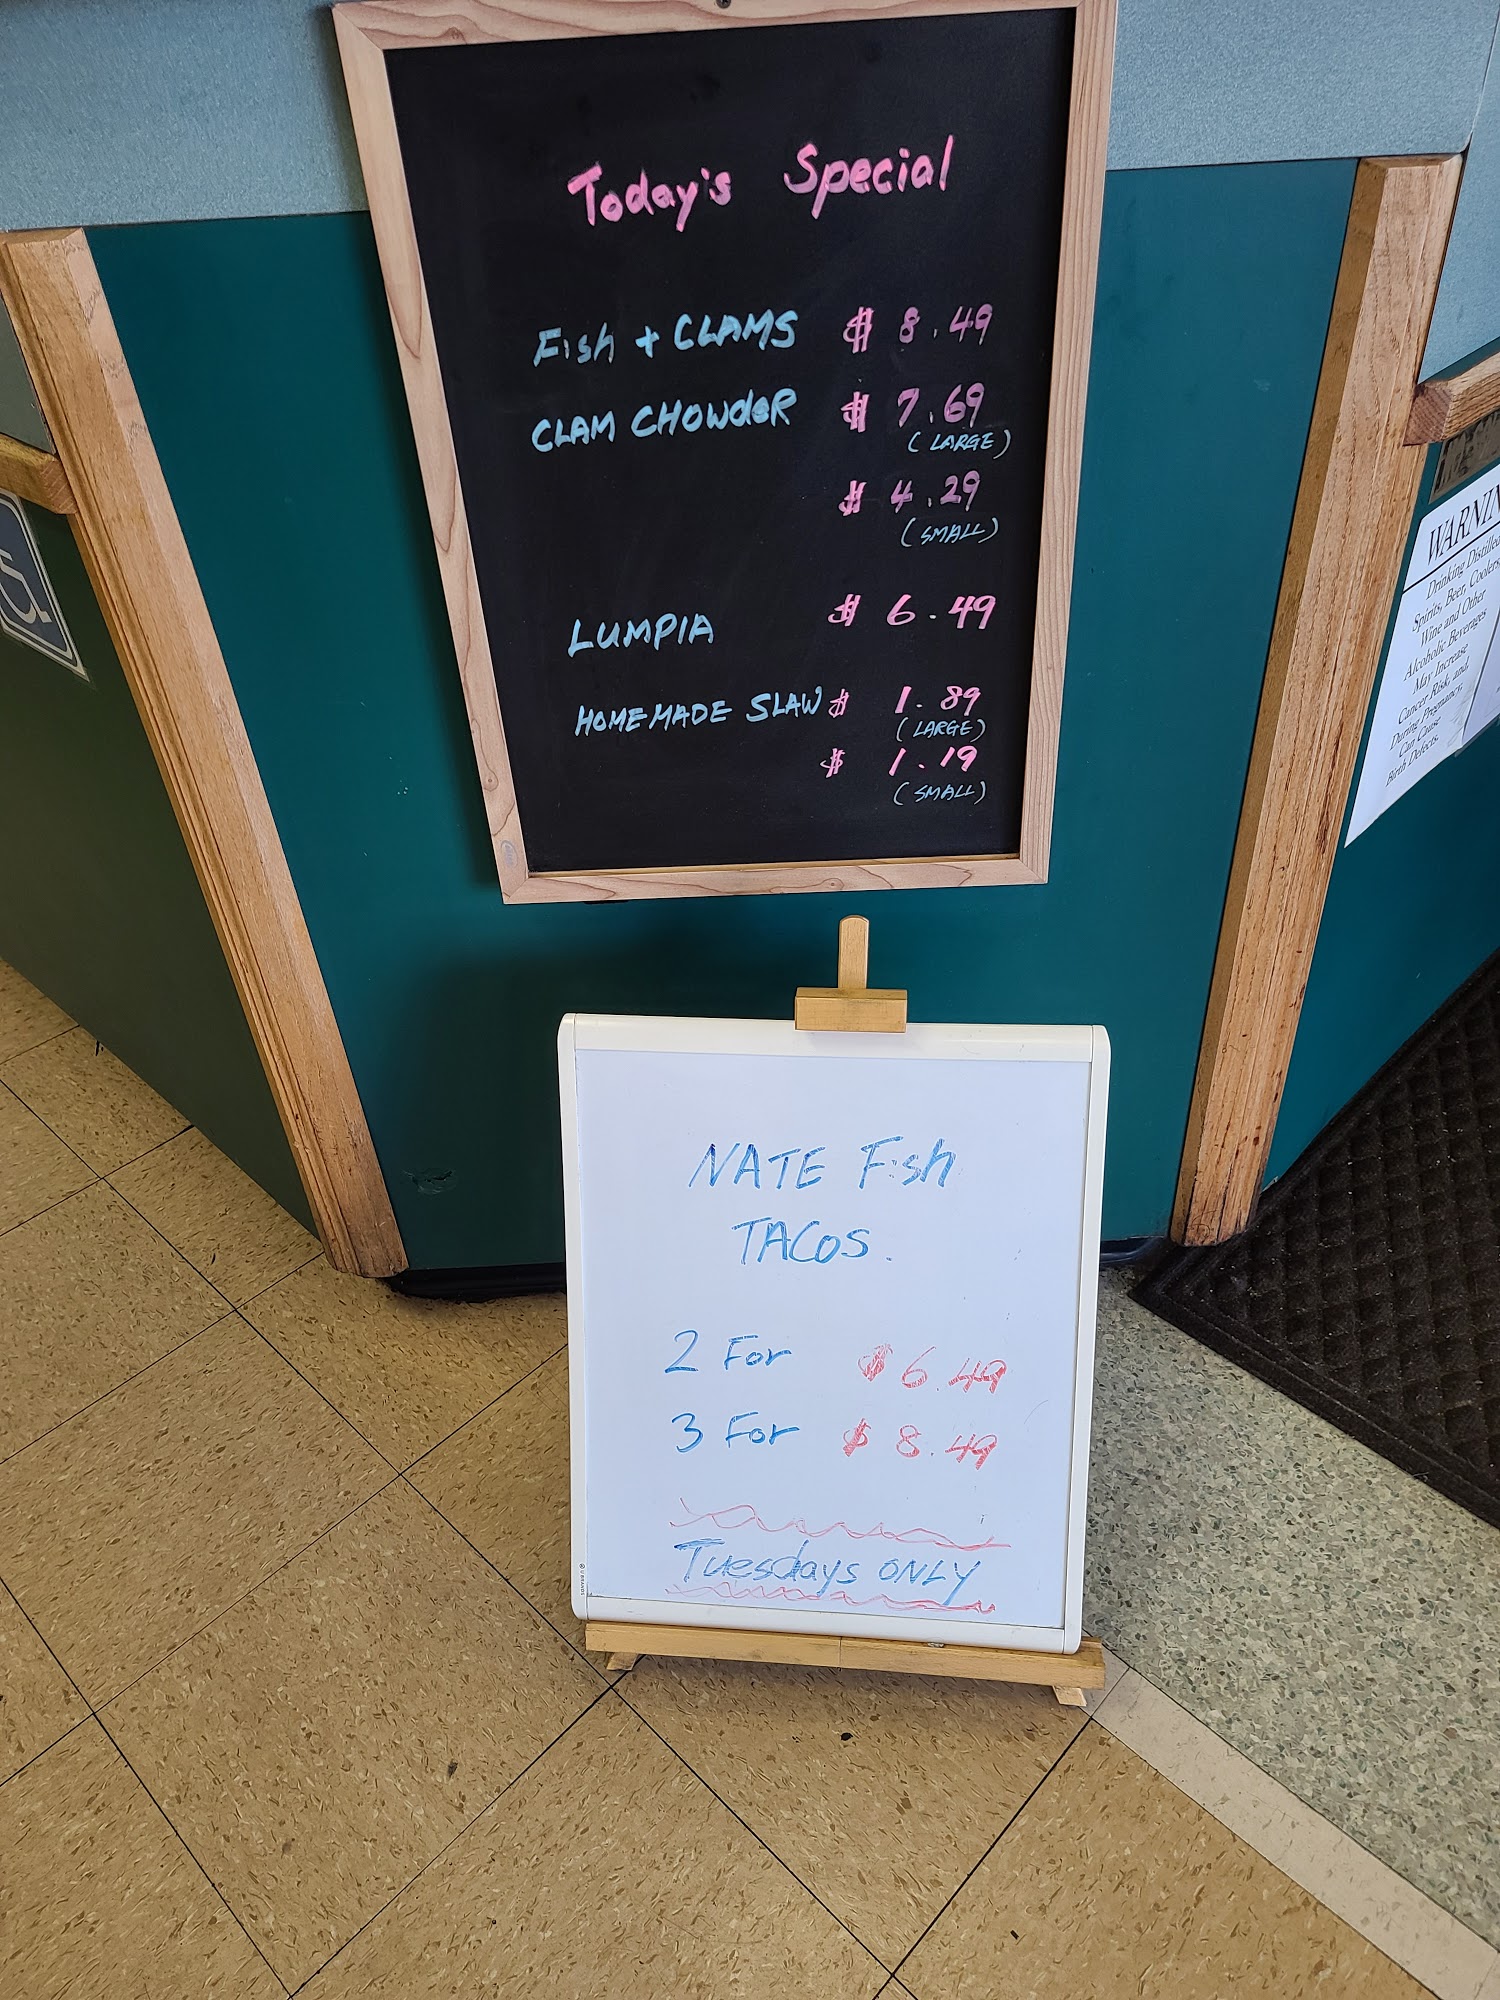 Today's Special
Fish + CLAMS $ 8.49
CLAM CHOWdeR $ 7.69
(LARGE)
$ 4.29
(SMALL)
LUMPIA $ 6.49
HOMEMADE SLAW $ 1.89
(LARGE)
$ 1.19
(SMALL)
WARNIN
Drinking Distilled
Spirits, Beer, Coolers,
Wine and Other
Alcoholic Beverages
May Increase
Cancer Risk, and,
During Pregnancy,
Can Cause
Birth Defects.
NATE Fish
TACOS.
2 For $6.49
3 For $8.49
Tuesdays ONLY
U BRANDS